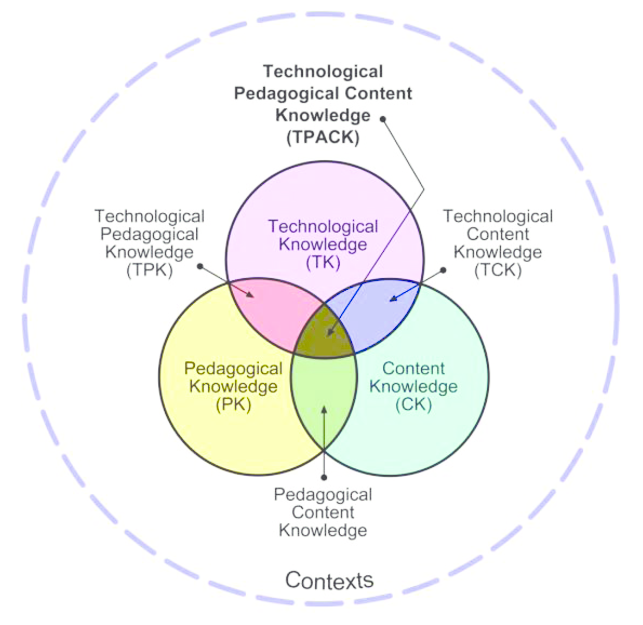 Technological
Pedagogical Content
Knowledge
(TPACK)
Technological
Pedagogical
Knowledge
(TPK)
Technological
Knowledge
(TK)
Technological
Content
Knowledge
(TCK)
Pedagogical
Knowledge
(PK)
Content
Knowledge
(CK)
Pedagogical
Content
Knowledge
Contexts